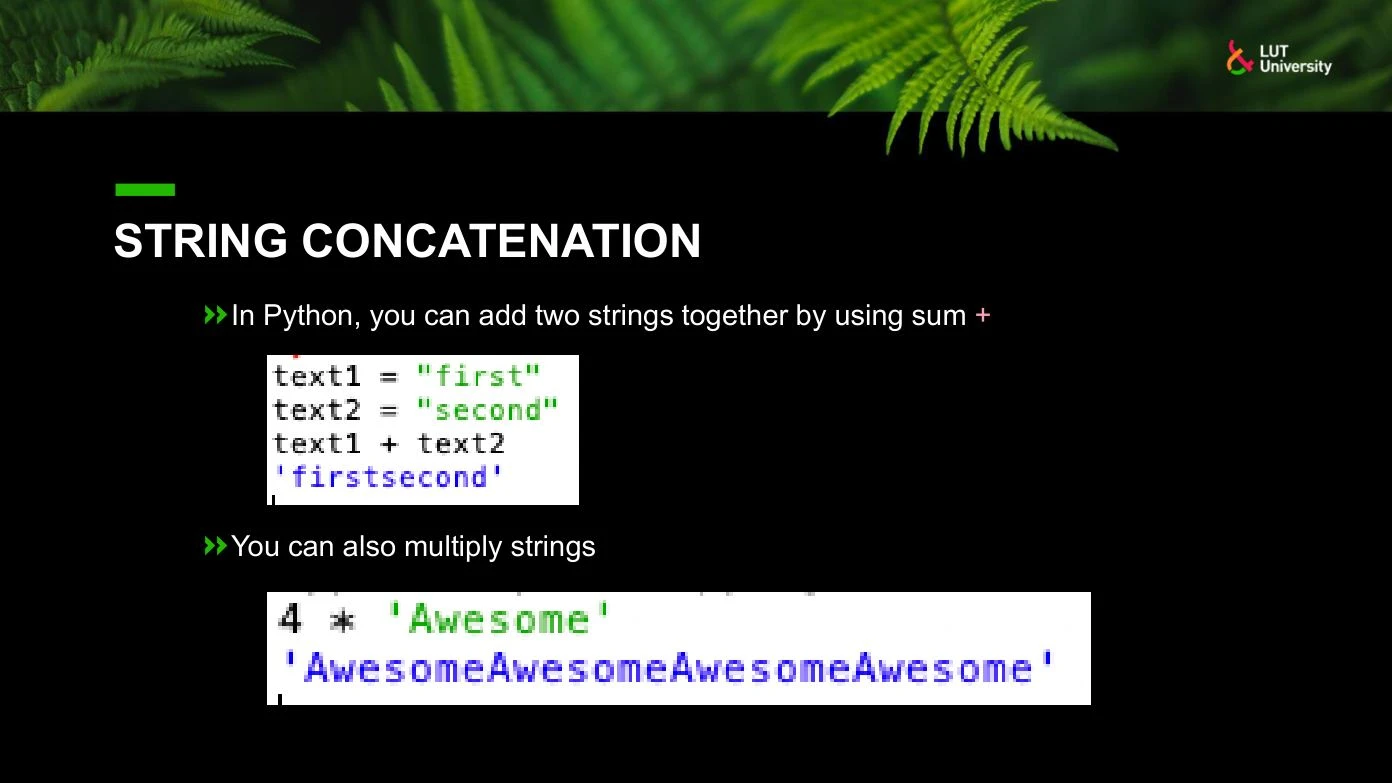 LUT
University
STRING CONCATENATION
In Python, you can add two strings together by using sum +
text1 = "first"
text2 = "second"
text1 + text2
'firstsecond'
You can also multiply strings
4 * 'Awesome'
'AwesomeAwesomeAwesomeAwesome'